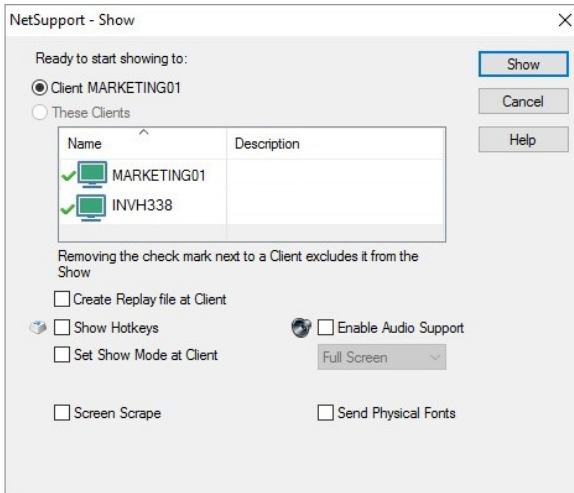 NetSupport - Show
Ready to start showing to:
Show
Client MARKETING01
Cancel
These Clients
Help
Name
Description
MARKETING01
INVH338
Removing the check mark next to a Client excludes it from the
Show
Create Replay file at Client
Show Hotkeys
Enable Audio Support
Set Show Mode at Client
Full Screen
Screen Scrape
Send Physical Fonts